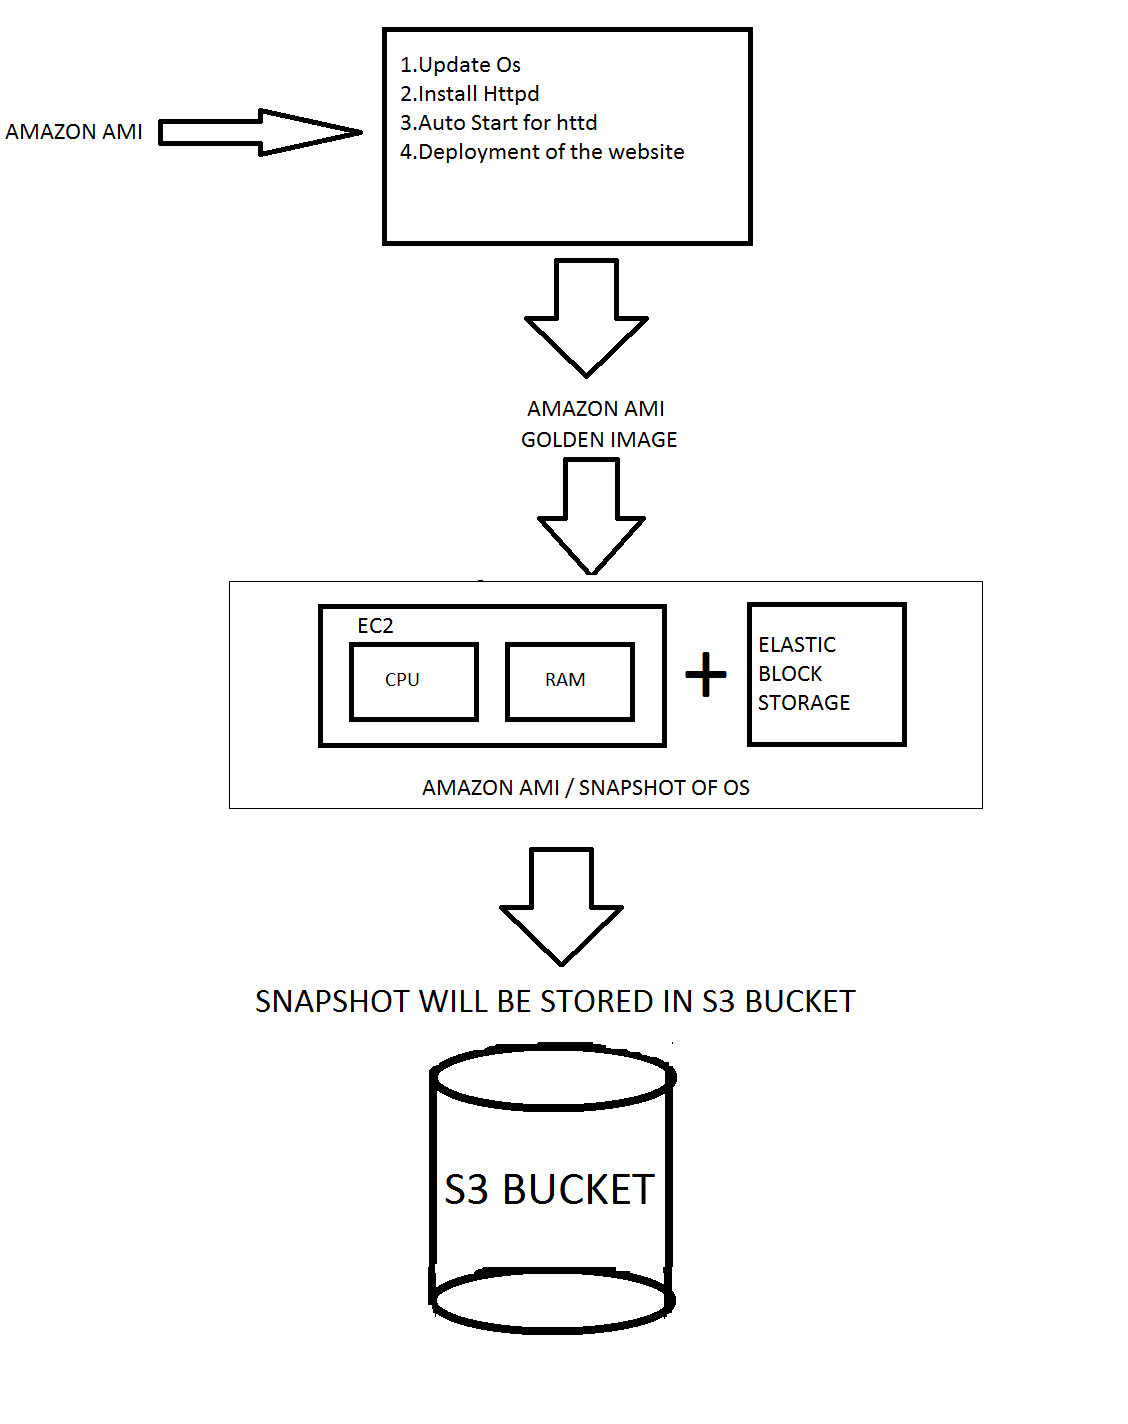 AMAZON AMI
1.Update Os
2.Install Httpd
3.Auto Start for httd
4.Deployment of the website
AMAZON AMI
GOLDEN IMAGE
EC2
CPU
RAM
+
ELASTIC
BLOCK
STORAGE
AMAZON AMI / SNAPSHOT OF OS
SNAPSHOT WILL BE STORED IN S3 BUCKET
S3 BUCKET